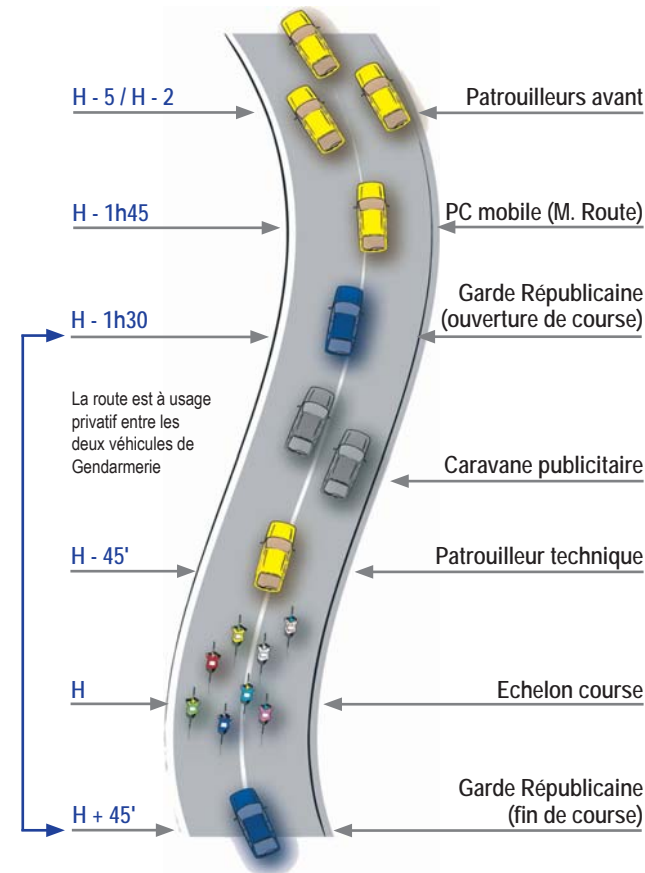 H - 5 / H - 2
Patrouilleurs avant
H - 1h45
PC mobile (M. Route)
H - 1h30
Garde Républicaine
(ouverture de course)
La route est à usage
privatif entre les
deux véhicules de
Gendarmerie
Caravane publicitaire
H - 45'
Patrouilleur technique
H
Echelon course
H + 45'
Garde Républicaine
(fin de course)